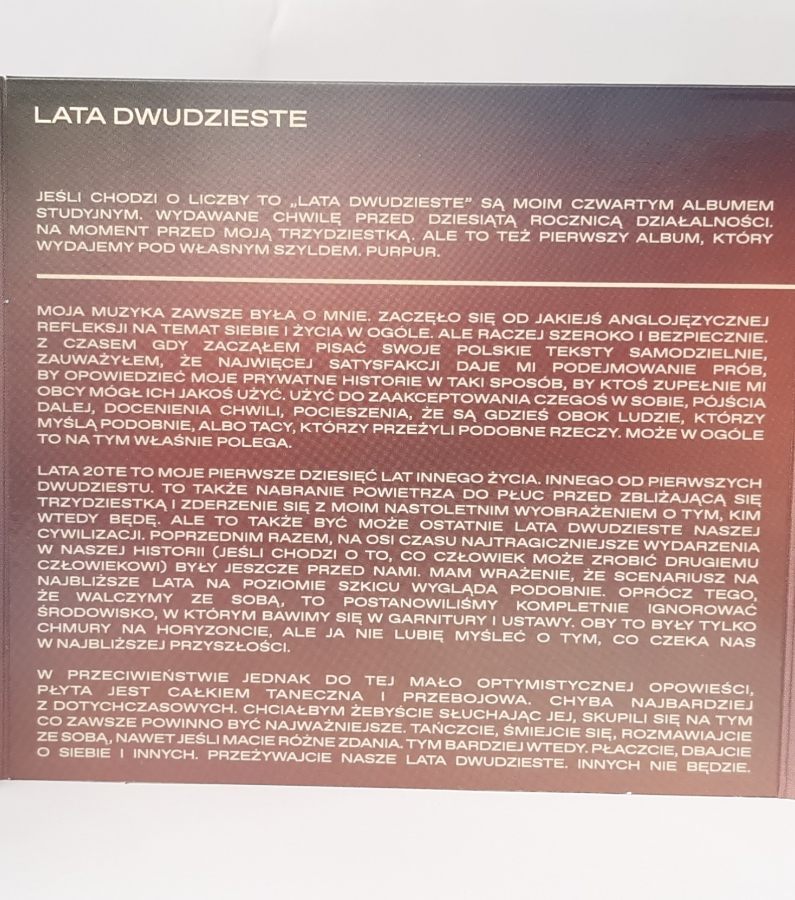 LATA DWUDZIESTE
JEŚLI CHODZI O LICZBY TO „LATA DWUDZIESTE” SĄ MOIM CZWARTYM ALBUMEM
STUDYJNYM. WYDAWANE CHWILĘ PRZED DZIESIĄTĄ ROCZNICĄ DZIAŁALNOŚCI.
NA MOMENT PRZED MOJĄ TRZYDZIESTKĄ. ALE TO TEŻ PIERWSZY ALBUM, KTÓRY
WYDAJEMY POD WŁASNYM SZYLDEM. PURPUR.
MOJA MUZYKA ZAWSZE BYŁA O MNIE. ZACZĘŁO SIĘ OD JAKIEJŚ ANGLOJĘZYCZNEJ
REFLEKSJI NA TEMAT SIEBIE I ŻYCIA W OGÓLE. ALE RACZEJ SZEROKO I BEZPIECZNIE.
Z CZASEM GDY ZACZĄŁEM PISAĆ SWOJE POLSKIE TEKSTY SAMODZIELNIE,
ZAUWAŻYŁEM, ŻE NAJWIĘCEJ SATYSFAKCJI DAJE MI PODEJMOWANIE PRÓB,
BY OPOWIEDZIEĆ MOJE PRYWATNE HISTORIE W TAKI SPOSÓB, BY KTOŚ ZUPEŁNIE MI
OBCY MÓGŁ ICH JAKOŚ UŻYĆ. UŻYĆ DO ZAAKCEPTOWANIA CZEGOŚ W SOBIE, PÓJŚCIA
DALEJ, DOCENIENIA CHWILI, POCIESZENIA, ŻE SĄ GDZIEŚ OBOK LUDZIE, KTÓRZY
MYŚLĄ PODOBNIE, ALBO TACY, KTÓRZY PRZEŻYLI PODOBNE RZECZY. MOŻE W OGÓLE
TO NA TYM WŁAŚNIE POLEGA.
LATA 20TE TO MOJE PIERWSZE DZIESIĘĆ LAT INNEGO ŻYCIA. INNEGO OD PIERWSZYCH
DWUDZIESTU. TO TAKŻE NABRANIE POWIETRZA DO PŁUC PRZED ZBLIŻAJĄCĄ SIĘ
TRZYDZIESTKĄ I ZDERZENIE SIĘ Z MOIM NASTOLETNIM WYOBRAŻENIEM O TYM, KIM
WTEDY BĘDĘ. ALE TO TAKŻE BYĆ MOŻE OSTATNIE LATA DWUDZIESTE NASZEJ
CYWILIZACJI. POPRZEDNIM RAZEM, NA OSI CZASU NAJTRAGICZNIEJSZE WYDARZENIA
W NASZEJ HISTORII (JEŚLI CHODZI O TO, CO CZŁOWIEK MOŻE ZROBIĆ DRUGIEMU
CZŁOWIEKOWI) BYŁY JESZCZE PRZED NAMI. MAM WRAŻENIE, ŻE SCENARIUSZ NA
NAJBLIŻSZE LATA NA POZIOMIE SZKICU WYGLĄDA PODOBNIE. OPRÓCZ TEGO,
ŻE WALCZYMY ZE SOBĄ, TO POSTANOWILIŚMY KOMPLETNIE IGNOROWAĆ
ŚRODOWISKO, W KTÓRYM BAWIMY SIĘ W GARNITURY I USTAWY. OBY TO BYŁY TYLKO
CHMURY NA HORYZONCIE, ALE JA NIE LUBIĘ MYŚLEĆ O TYM, CO CZEKA NAS
W NAJBLIŻSZEJ PRZYSZŁOŚCI.
W PRZECIWIEŃSTWIE JEDNAK DO TEJ MAŁO OPTYMISTYCZNEJ OPOWIEŚCI,
PŁYTA JEST CAŁKIEM TANECZNA I PRZEBOJOWA. CHYBA NAJBARDZIEJ
Z DOTYCHCZASOWYCH. CHCIAŁBYM ŻEBYŚCIE SŁUCHAJĄC JEJ, SKUPILI SIĘ NA TYM
CO ZAWSZE POWINNO BYĆ NAJWAŻNIEJSZE. TAŃCZCIE, ŚMIEJCIE SIĘ, ROZMAWIAJCIE
ZE SOBĄ, NAWET JEŚLI MACIE RÓŻNE ZDANIA. TYM BARDZIEJ WTEDY. PŁACZCIE, DBAJCIE
O SIEBIE I INNYCH. PRZEŻYWAJCIE NASZE LATA DWUDZIESTE. INNYCH NIE BĘDZIE.